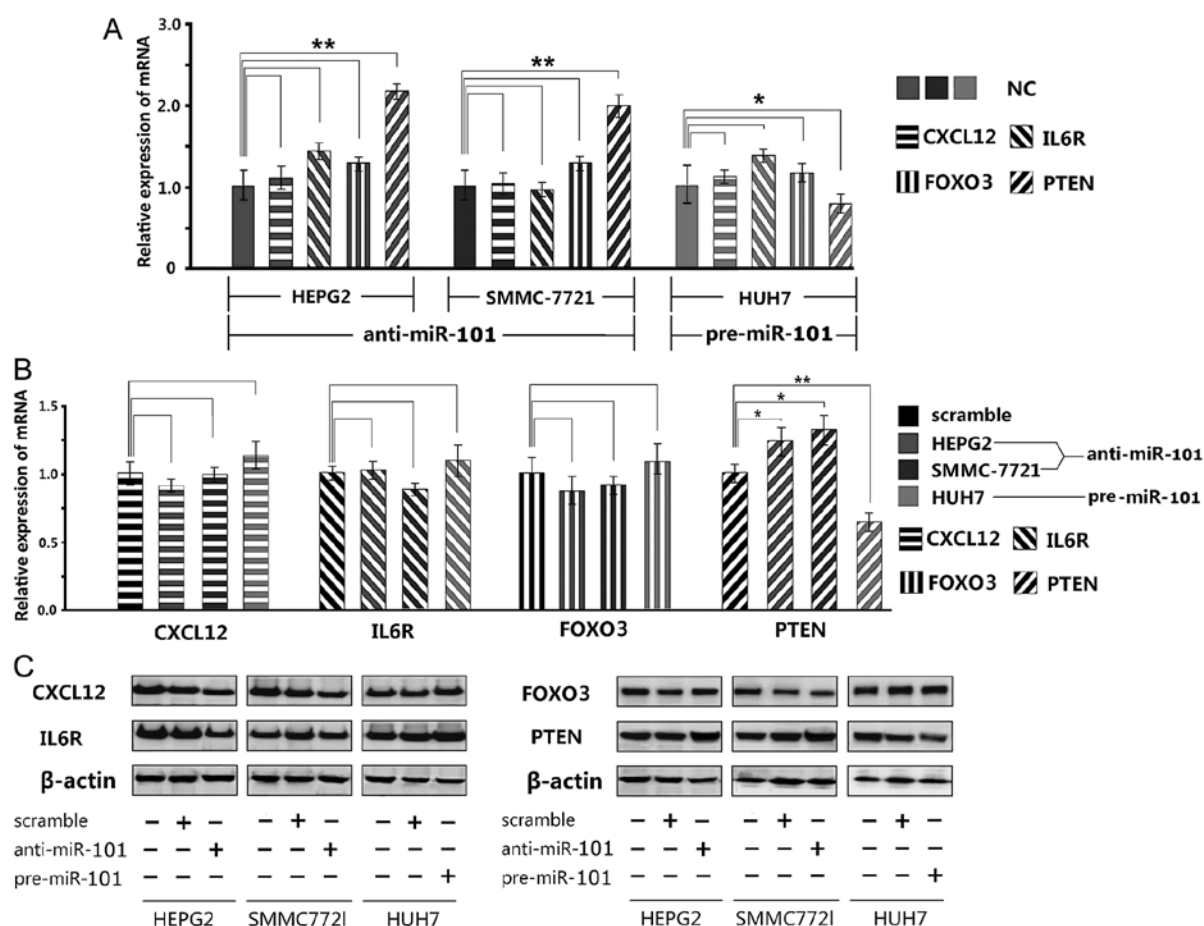 A
Relative expression of mRNA
3.0
2.0
1.0
0
**
**
*
HEPG2
SMMC-7721
HUH7
anti-miR-101
pre-miR-101
NC
CXCL12
IL6R
FOXO3
PTEN
B
Relative expression of mRNA
1.5
1.0
0.5
0.0
*
*
**
CXCL12
IL6R
FOXO3
PTEN
scramble
HEPG2
SMMC-7721
anti-miR-101
HUH7
pre-miR-101
CXCL12
IL6R
FOXO3
PTEN
C
CXCL12
IL6R
β-actin
scramble − + − − + − − + −
anti-miR-101 − − + − − + − − −
pre-miR-101 − − − − − − − − +
HEPG2 SMMC772l HUH7
FOXO3
PTEN
β-actin
scramble − + − − + − − + −
anti-miR-101 − − + − − + − − −
pre-miR-101 − − − − − − − − +
HEPG2 SMMC772l HUH7